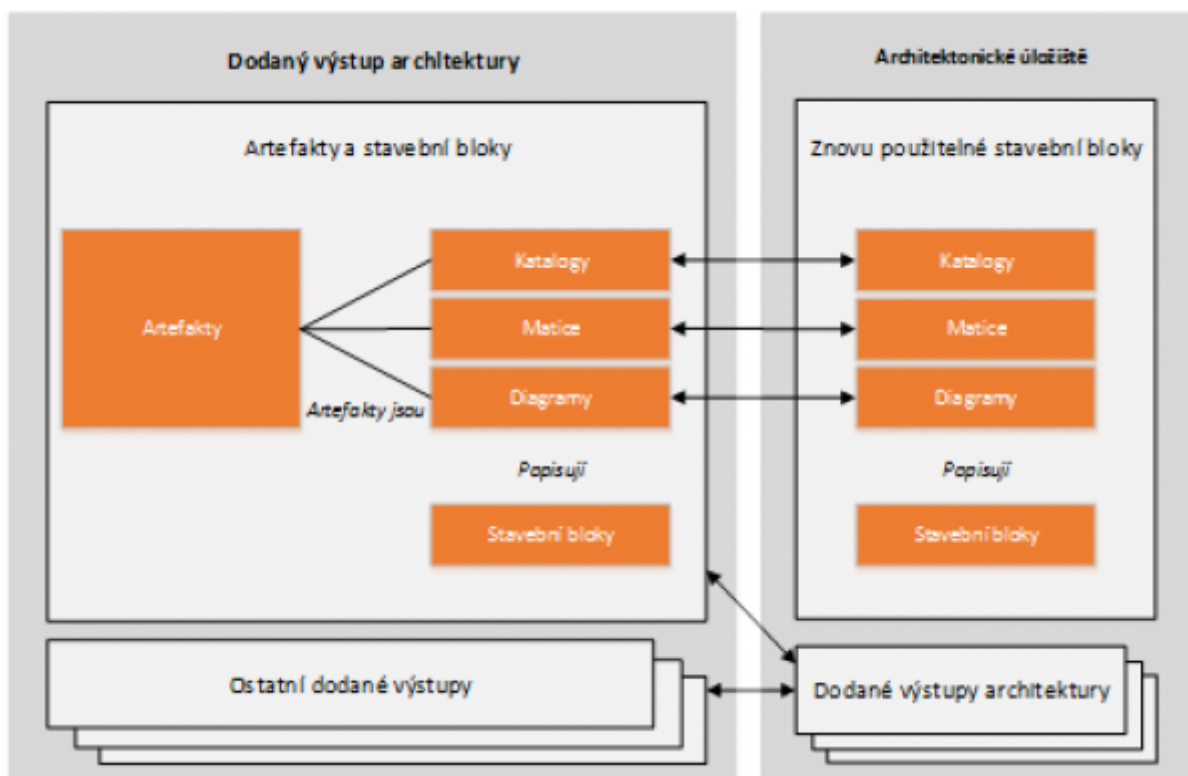 Dodaný výstup architektury
Artefakty a stavební bloky
Artefakty
Katalogy
Matice
Diagramy
Artefakty jsou
Popisují
Stavební bloky
Ostatní dodané výstupy
Architektonické úložiště
Znovu použitelné stavební bloky
Katalogy
Matice
Diagramy
Popisují
Stavební bloky
Dodané výstupy architektury